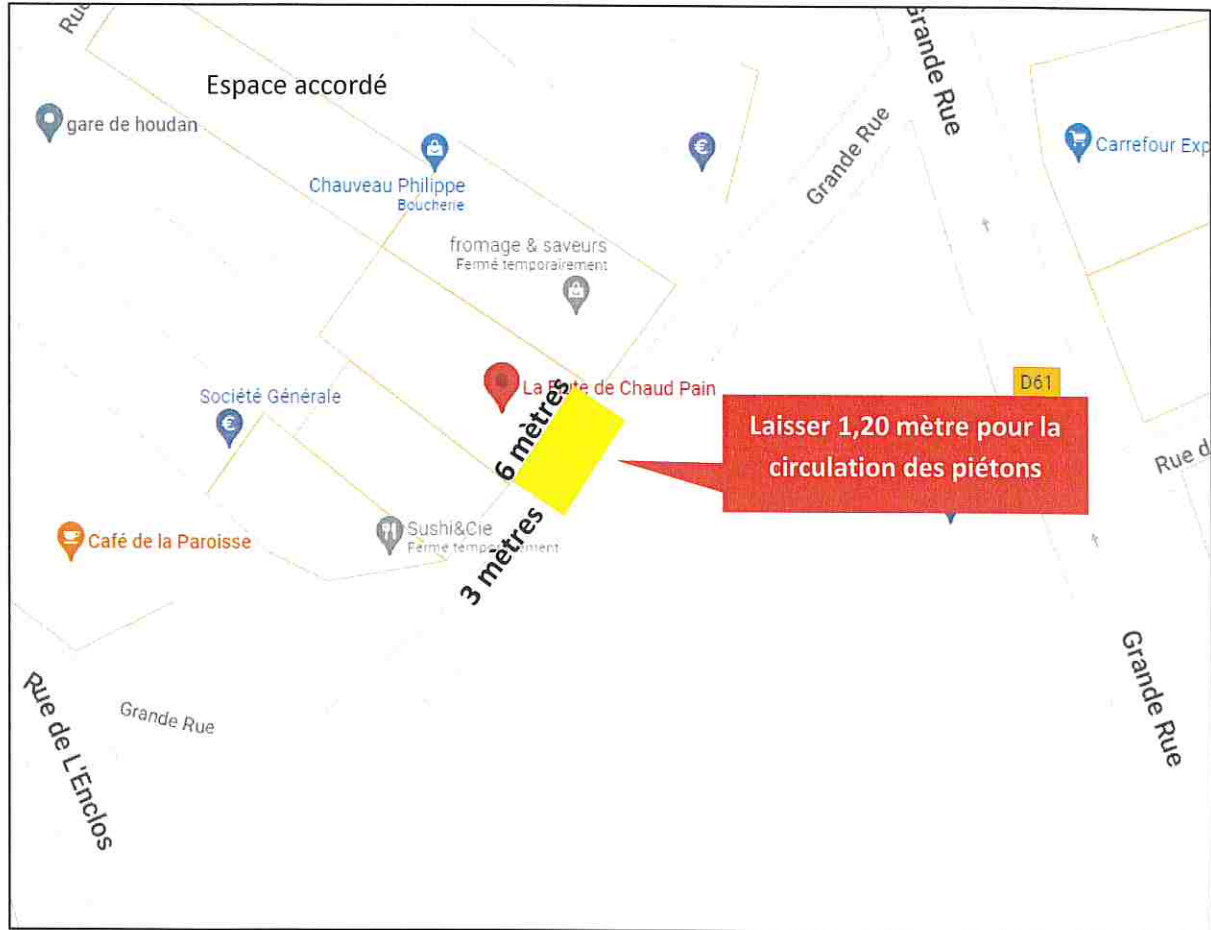 Rue
Espace accordé
gare de houdan
Chauveau Philippe
Boucherie
fromage & saveurs
Fermé temporairement
Grande Rue
Grande Rue
Carrefour Exp
La de Chaud Pain
D61
Société Générale
6 mètres
Laisser 1,20 mètre pour la
circulation des piétons
Rue d
Café de la Paroisse
Sushi&Cie
Fermé
3 mètres
Rue de L'Enclos
Grande Rue
Grande Rue